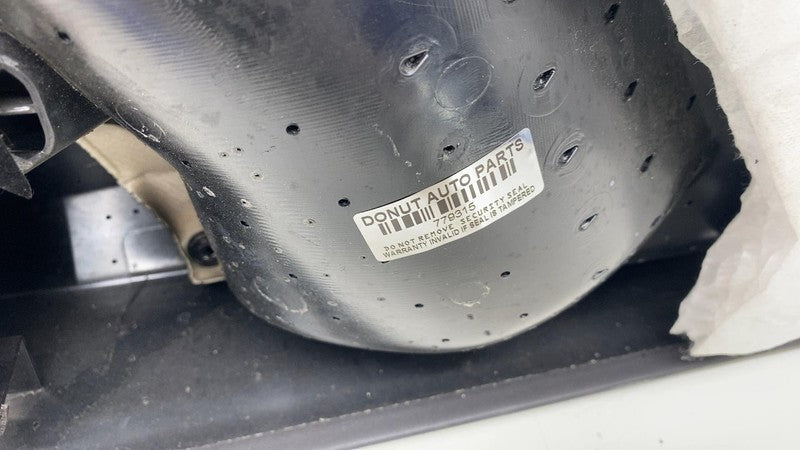 DONUT AUTO PARTS
779315
DO NOT REMOVE SECURITY SEAL
WARRANTY INVALID IF SEAL IS TAMPERED